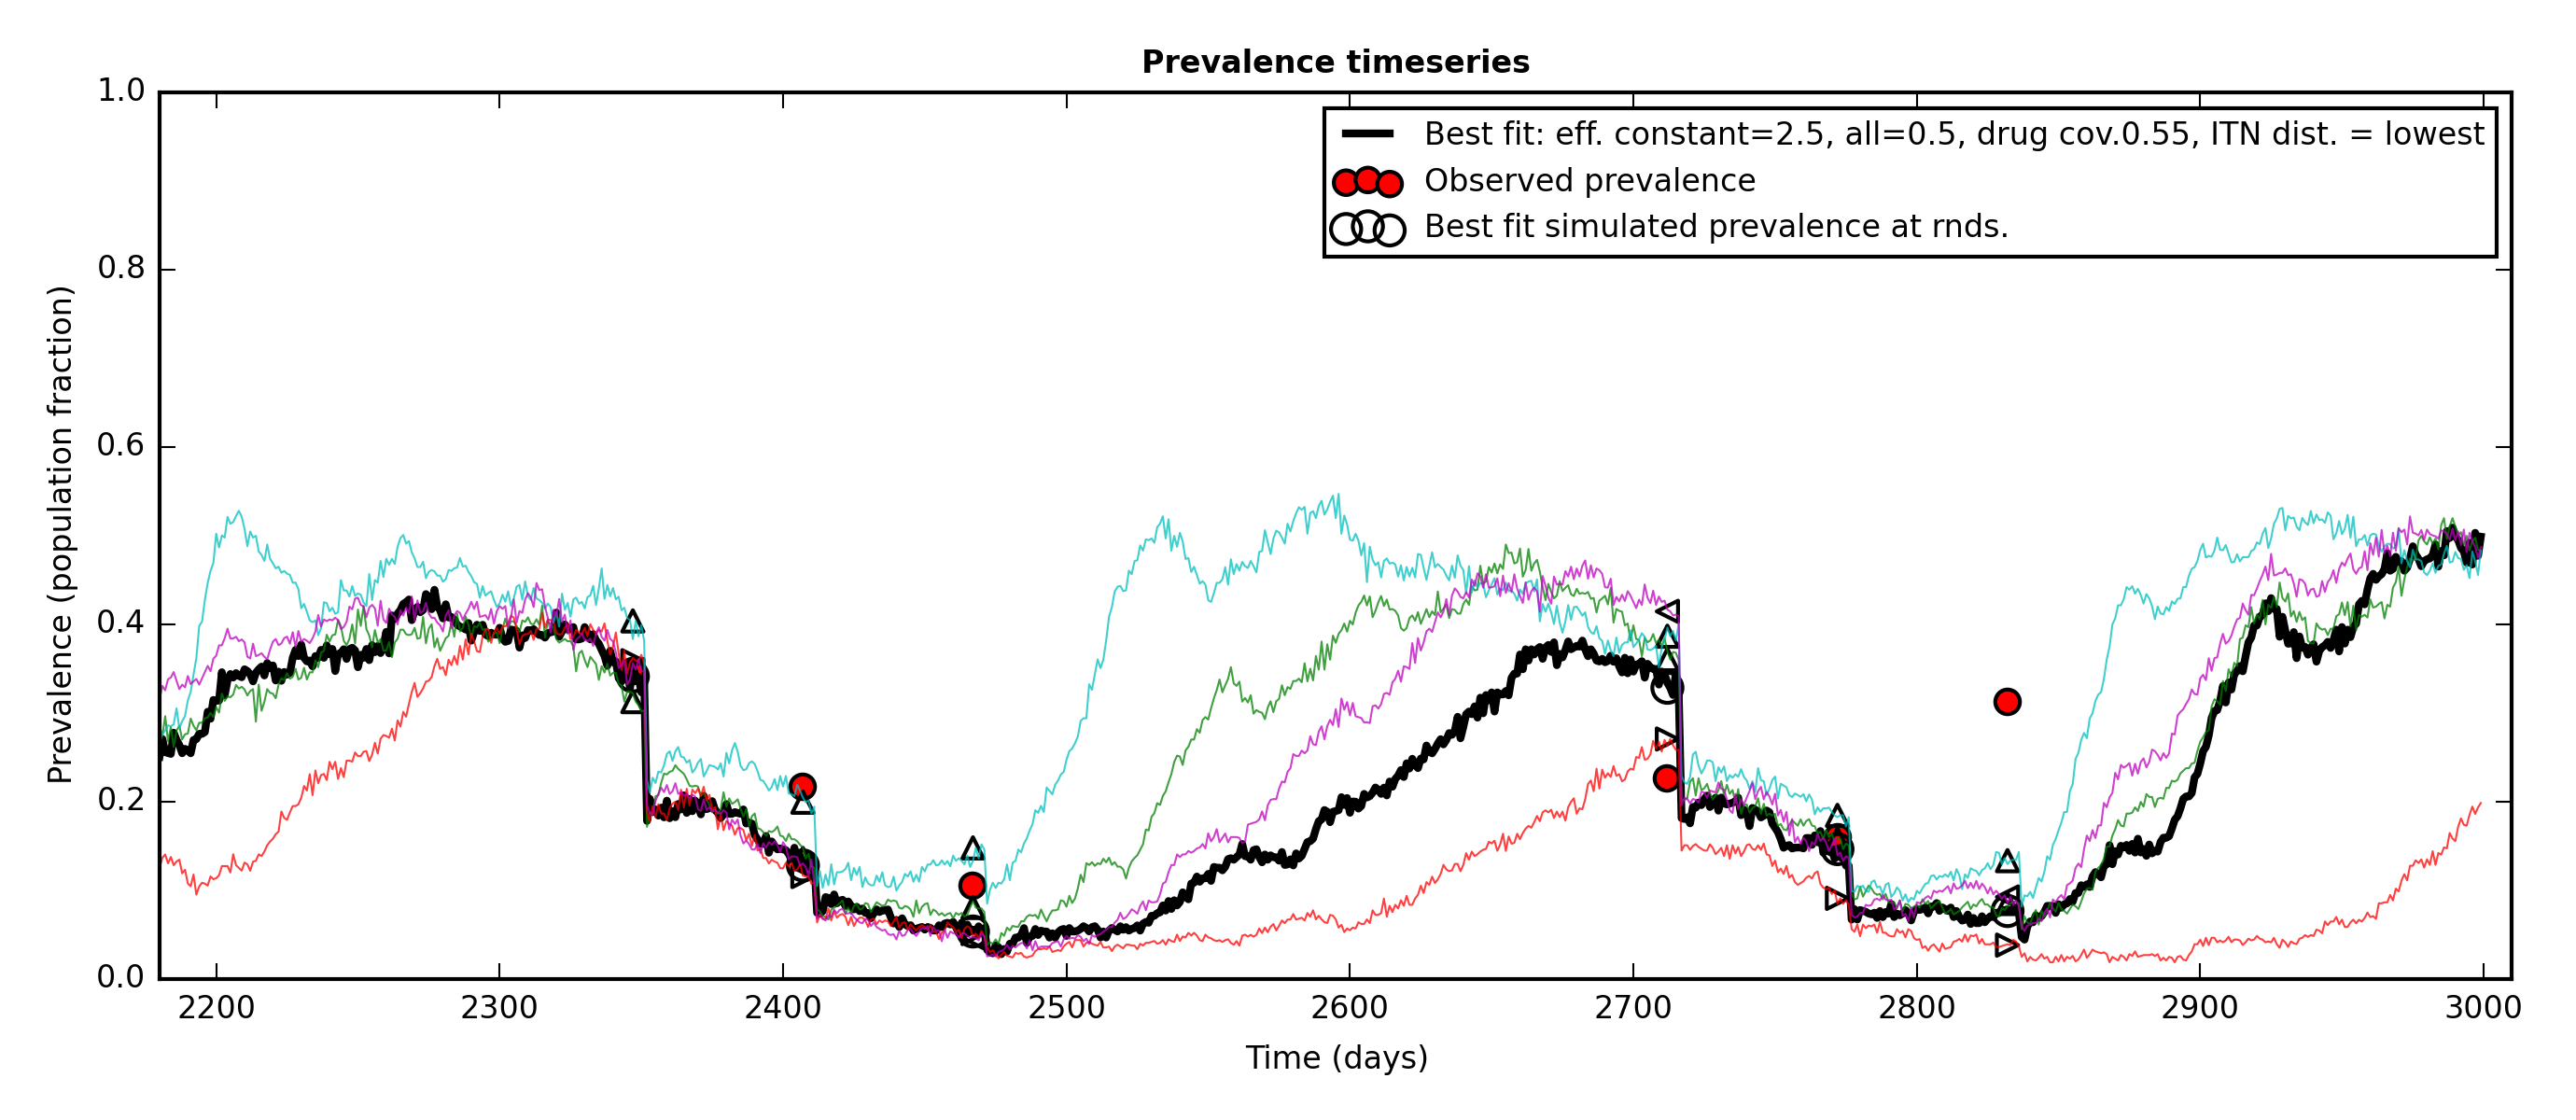 Prevalence timeseries
1.0
0.8
0.6
0.4
0.2
0.0
Prevalence (population fraction)
Best fit: eff. constant=2.5, all=0.5, drug cov.0.55, ITN dist. = lowest
Observed prevalence
Best fit simulated prevalence at rnds.
2200 2300 2400 2500 2600 2700 2800 2900 3000
Time (days)